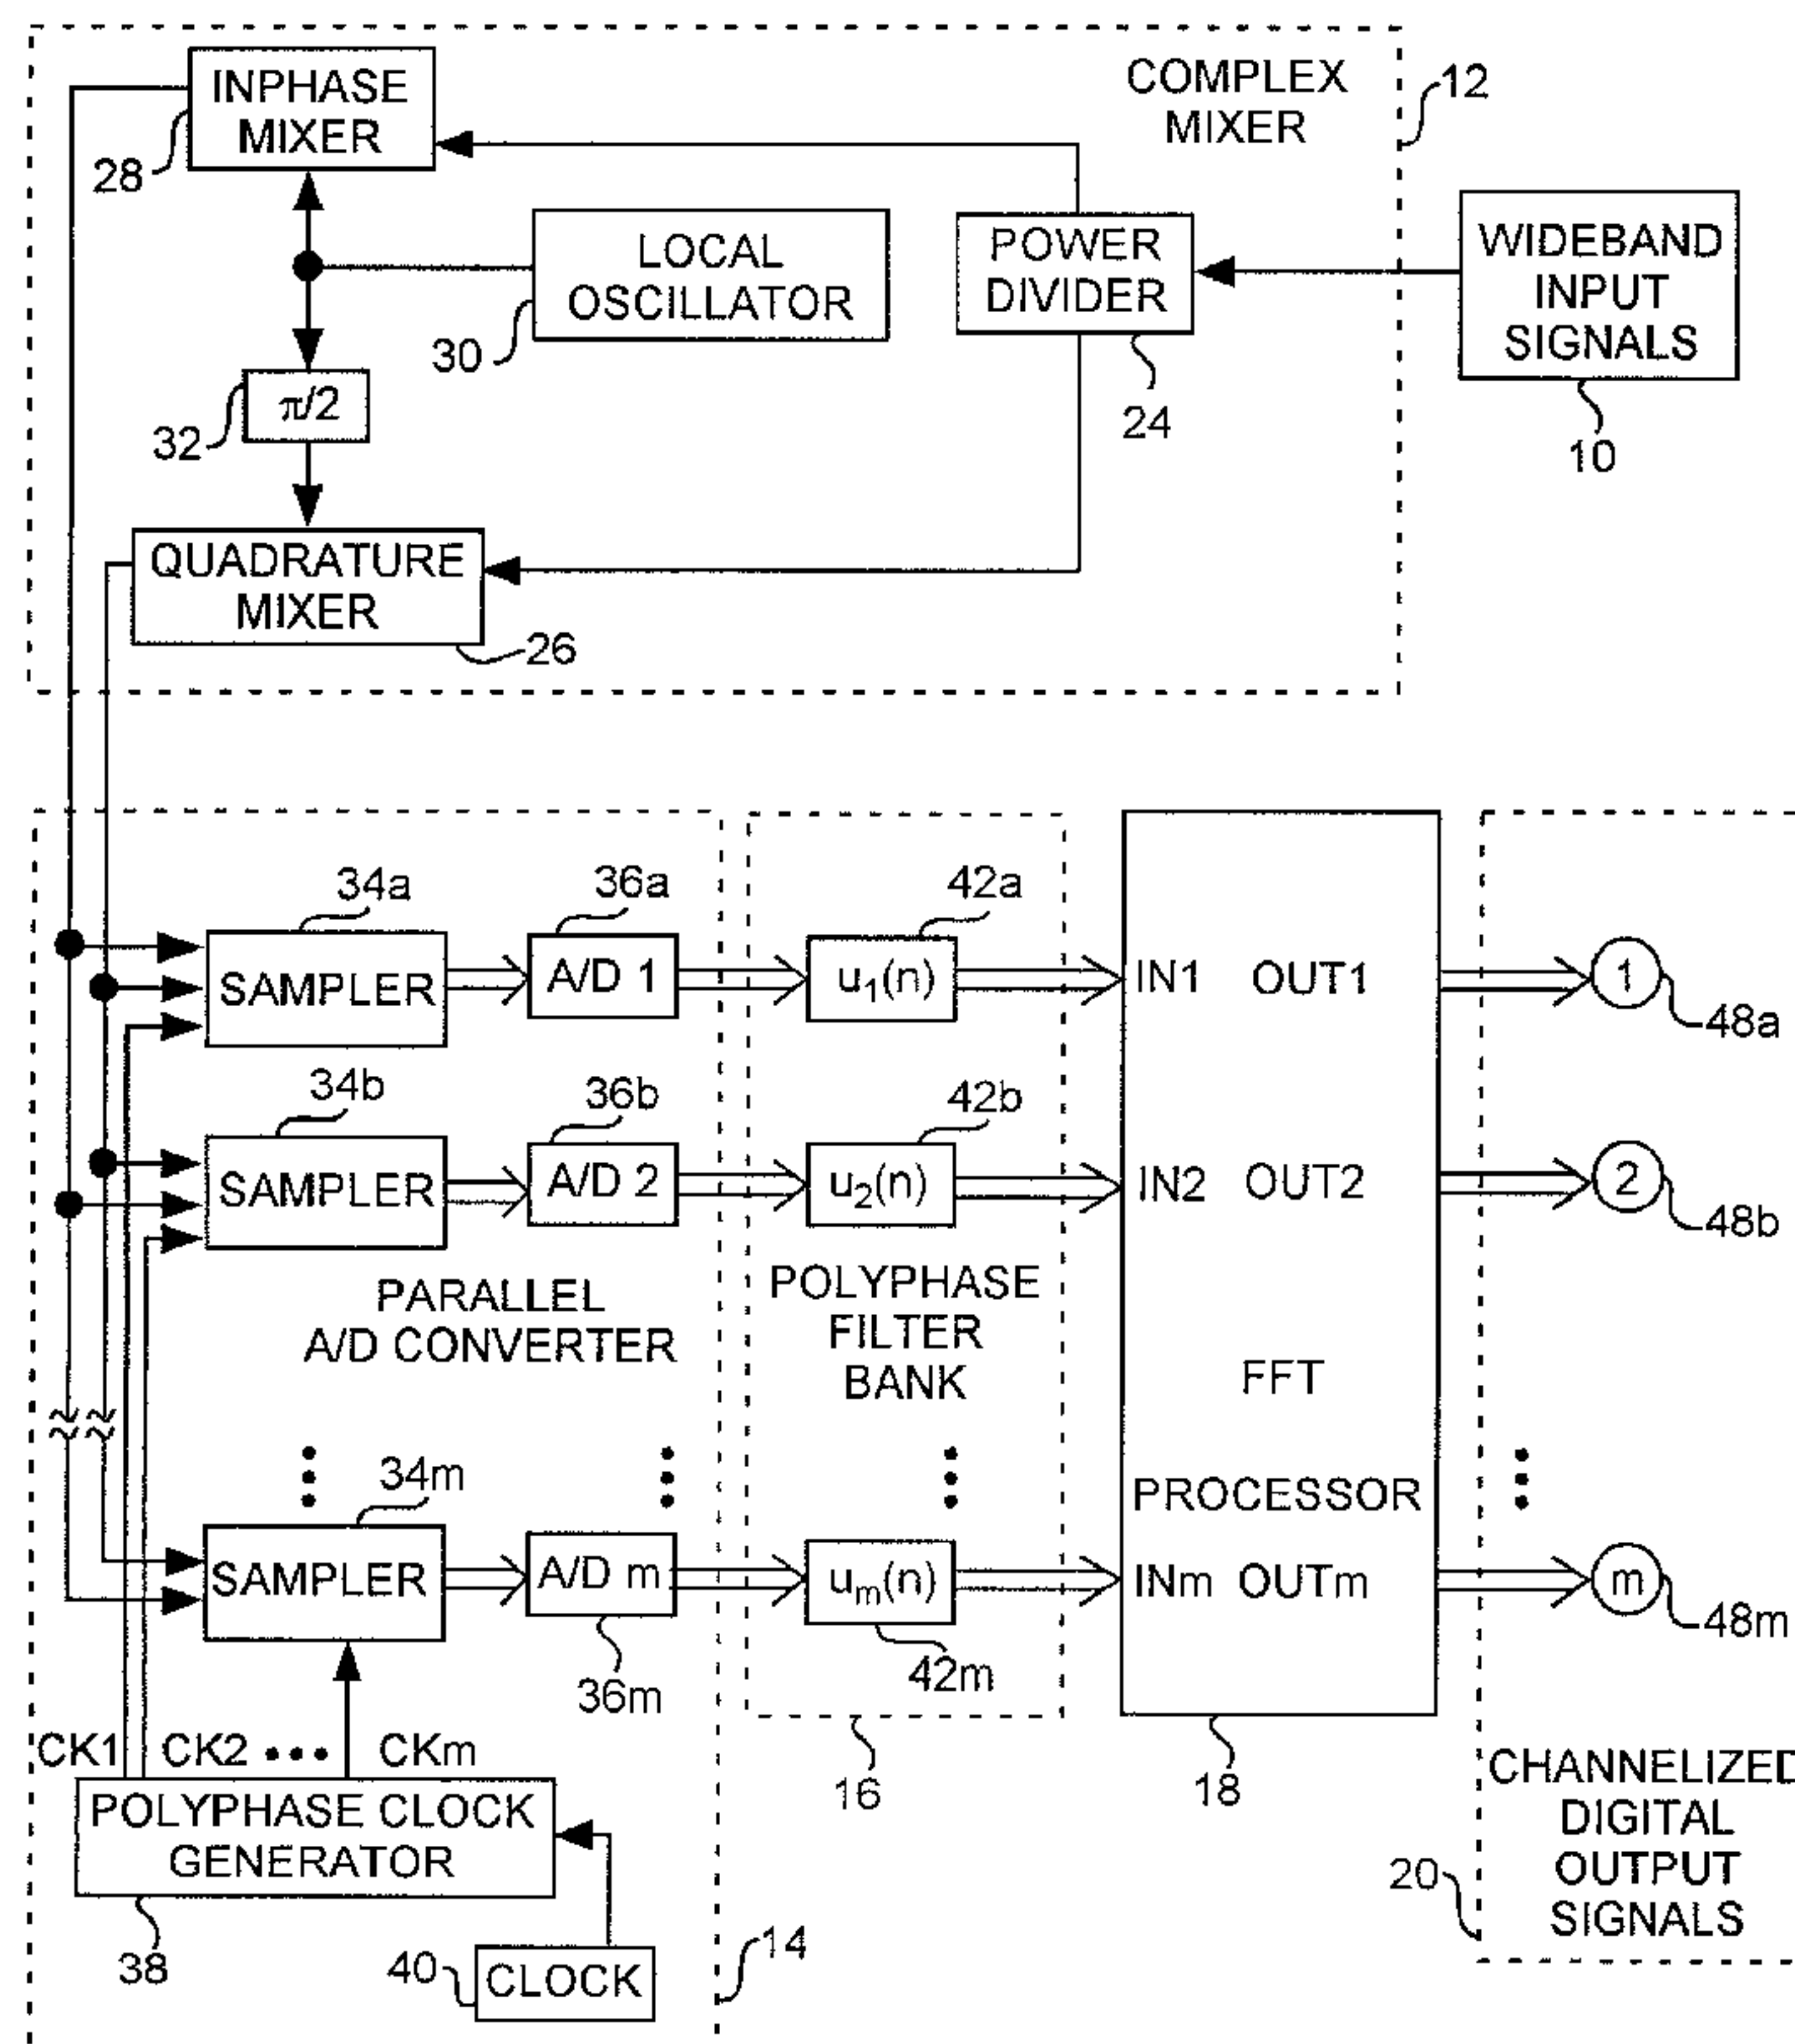 INPHASE
MIXER
28
COMPLEX
MIXER
12
LOCAL
OSCILLATOR
30
POWER
DIVIDER
24
WIDEBAND
INPUT
SIGNALS
10
π/2
32
QUADRATURE
MIXER
26
34a
36a
42a
SAMPLER
A/D 1
u1(n)
IN1
OUT1
1
48a
34b
36b
42b
SAMPLER
A/D 2
u2(n)
IN2
OUT2
2
48b
PARALLEL
A/D CONVERTER
POLYPHASE
FILTER
BANK
FFT
PROCESSOR
34m
SAMPLER
A/D m
um(n)
INm
OUTm
m
48m
36m
42m
CK1
CK2 •••
CKm
16
18
POLYPHASE CLOCK
GENERATOR
38
40
CLOCK
14
CHANNELIZED
DIGITAL
OUTPUT
SIGNALS
20